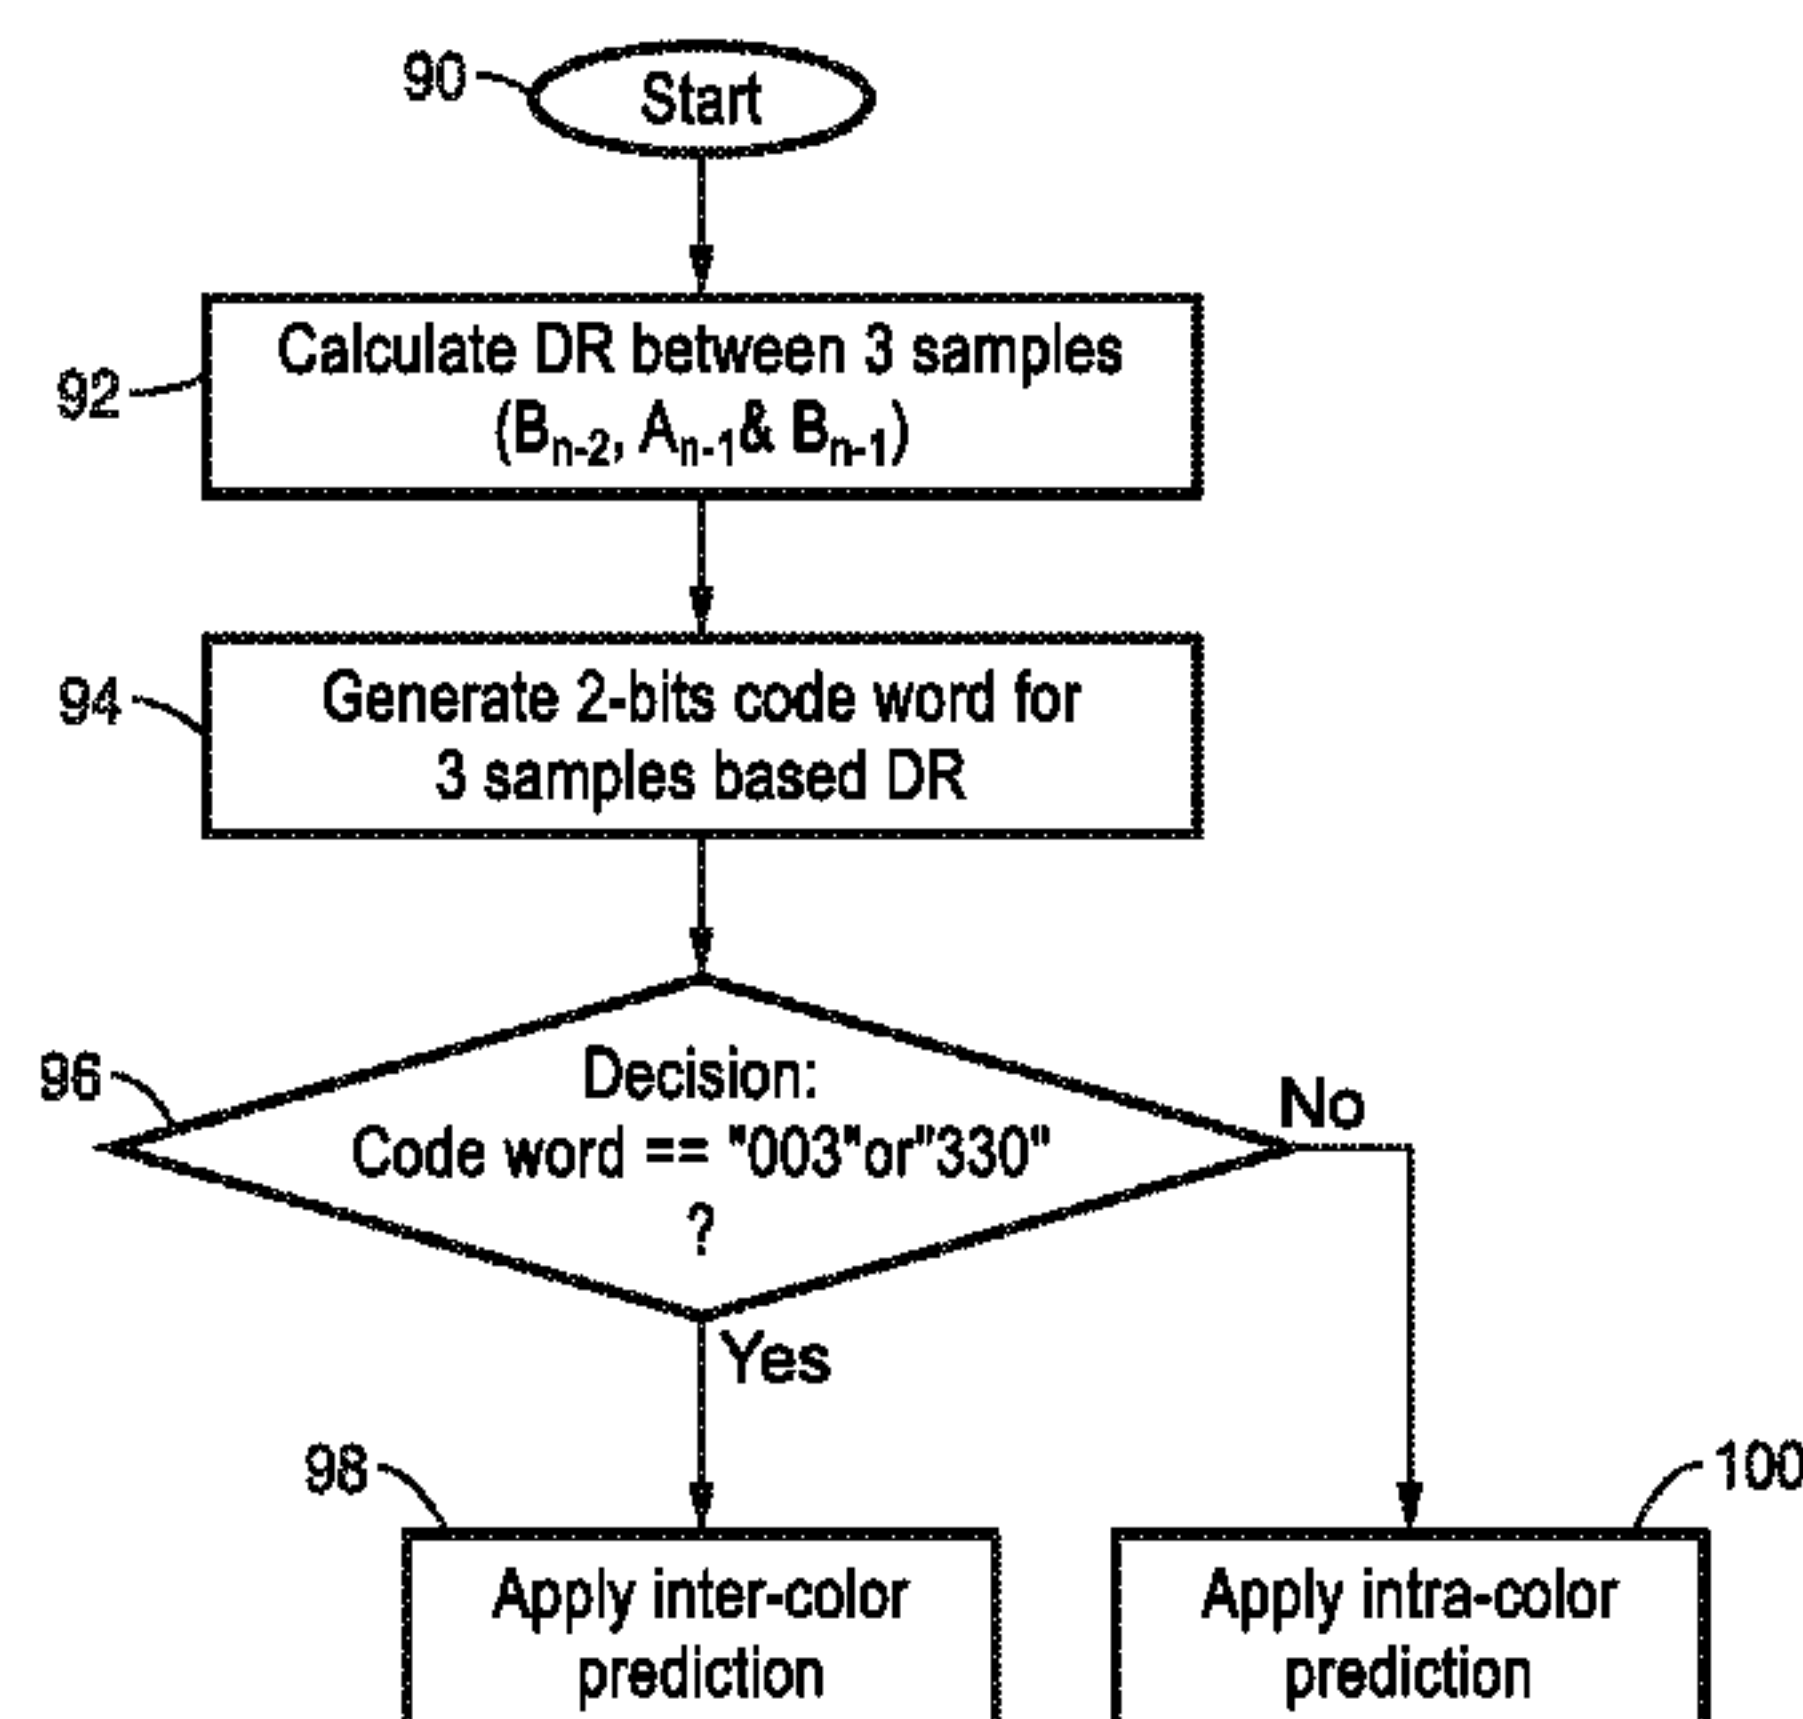 90
Start
92
Calculate DR between 3 samples
(Bn-2, An-1& Bn-1)
94
Generate 2-bits code word for
3 samples based DR
96
Decision:
Code word == "003"or"330"
?
No
Yes
98
100
Apply inter-color
prediction
Apply intra-color
prediction